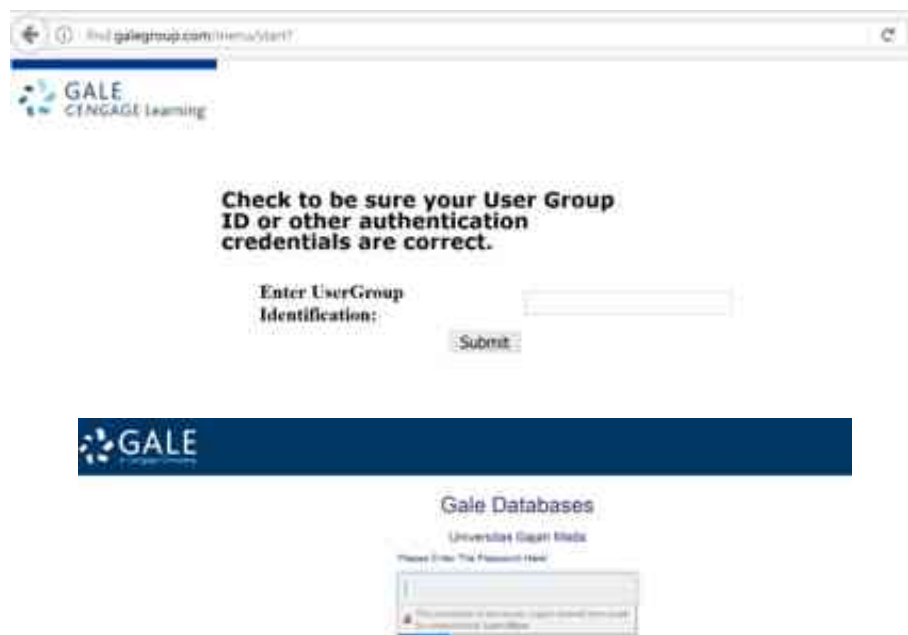 find.galegroup.com/menu/start?
GALE
CENGAGE Learning
Check to be sure your User Group
ID or other authentication
credentials are correct.
Enter UserGroup
Identification:
Submit
GALE
Gale Databases
Universitas Gajah Mada
Please Enter The Password Here!